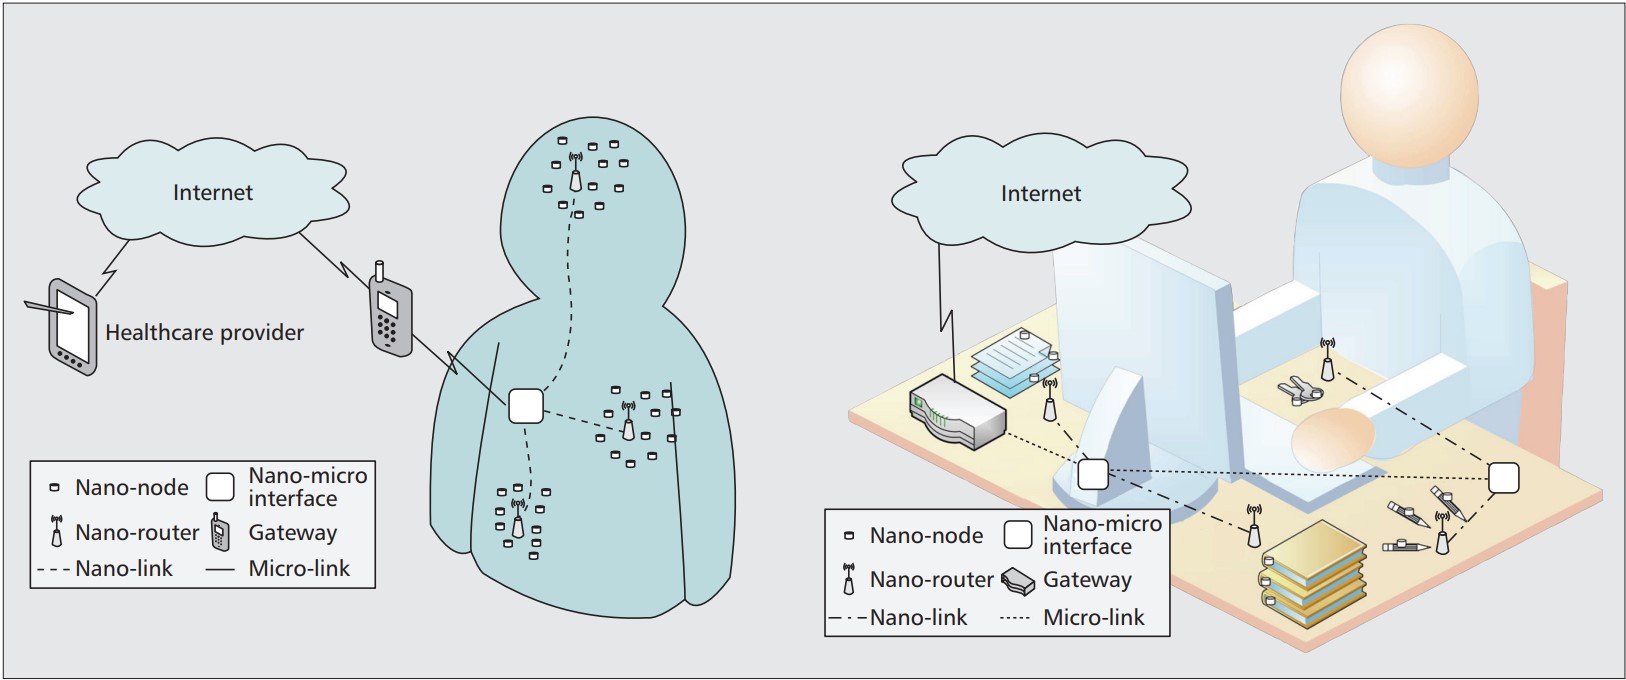 Internet
Healthcare provider
Nano-node
Nano-micro
interface
Nano-router
Gateway
Nano-link
Micro-link
Internet
Nano-node
Nano-micro
interface
Nano-router
Gateway
Nano-link
Micro-link